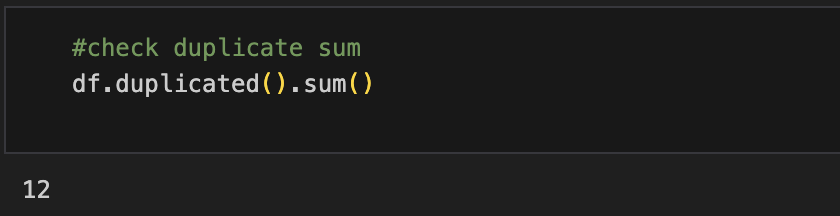 #check duplicate sum
df.duplicated().sum()
12